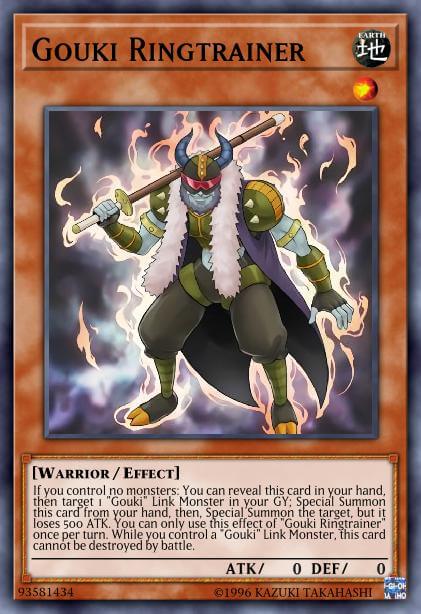 GOUKI RINGTRAINER
EARTH
地
[WARRIOR / EFFECT]
If you control no monsters: You can reveal this card in your hand,
then target 1 "Gouki" Link Monster in your GY; Special Summon
this card from your hand, then, Special Summon the target, but it
loses 500 ATK. You can only use this effect of "Gouki Ringtrainer"
once per turn. While you control a "Gouki" Link Monster, this card
cannot be destroyed by battle.
ATK/ 0 DEF/ 0
93581434 ©1996 KAZUKI TAKAHASHI